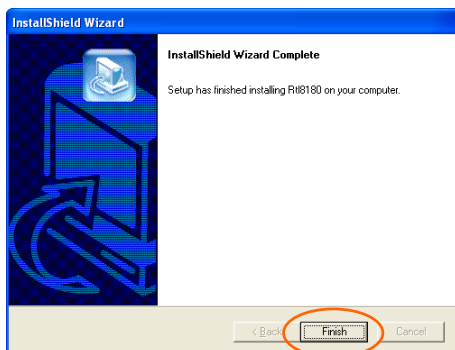 InstallShield Wizard
InstallShield Wizard Complete
Setup has finished installing Rtl8180 on your computer.
< Back Finish Cancel